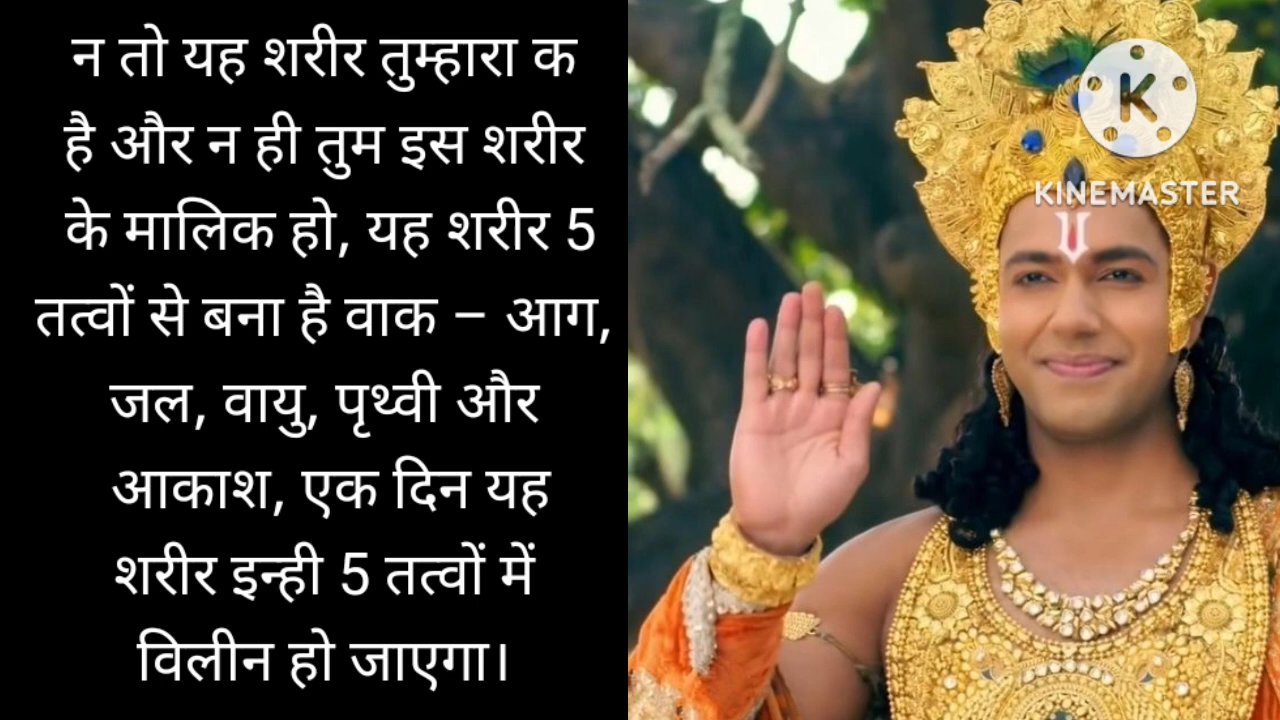 न तो यह शरीर तुम्हारा क
है और न ही तुम इस शरीर
के मालिक हो, यह शरीर 5
तत्वों से बना है वाक – आग,
जल, वायु, पृथ्वी और
आकाश, एक दिन यह
शरीर इन्ही 5 तत्वों में
विलीन हो जाएगा।
K
KINEMASTER